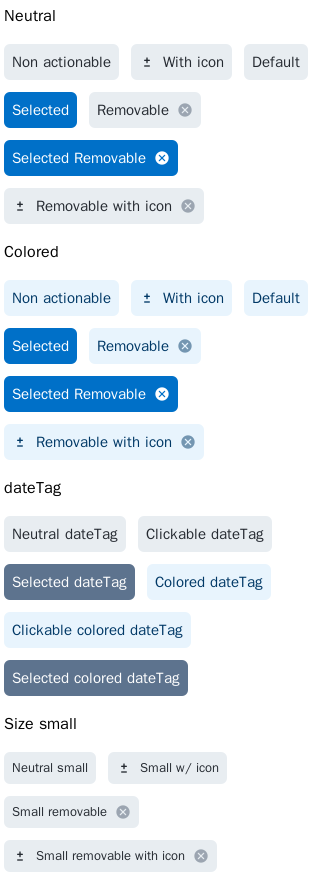 Neutral
Non actionable ± With icon Default
Selected Removable
Selected Removable
± Removable with icon
Colored
Non actionable ± With icon Default
Selected Removable
Selected Removable
± Removable with icon
dateTag
Neutral dateTag Clickable dateTag
Selected dateTag Colored dateTag
Clickable colored dateTag
Selected colored dateTag
Size small
Neutral small ± Small w/ icon
Small removable
± Small removable with icon